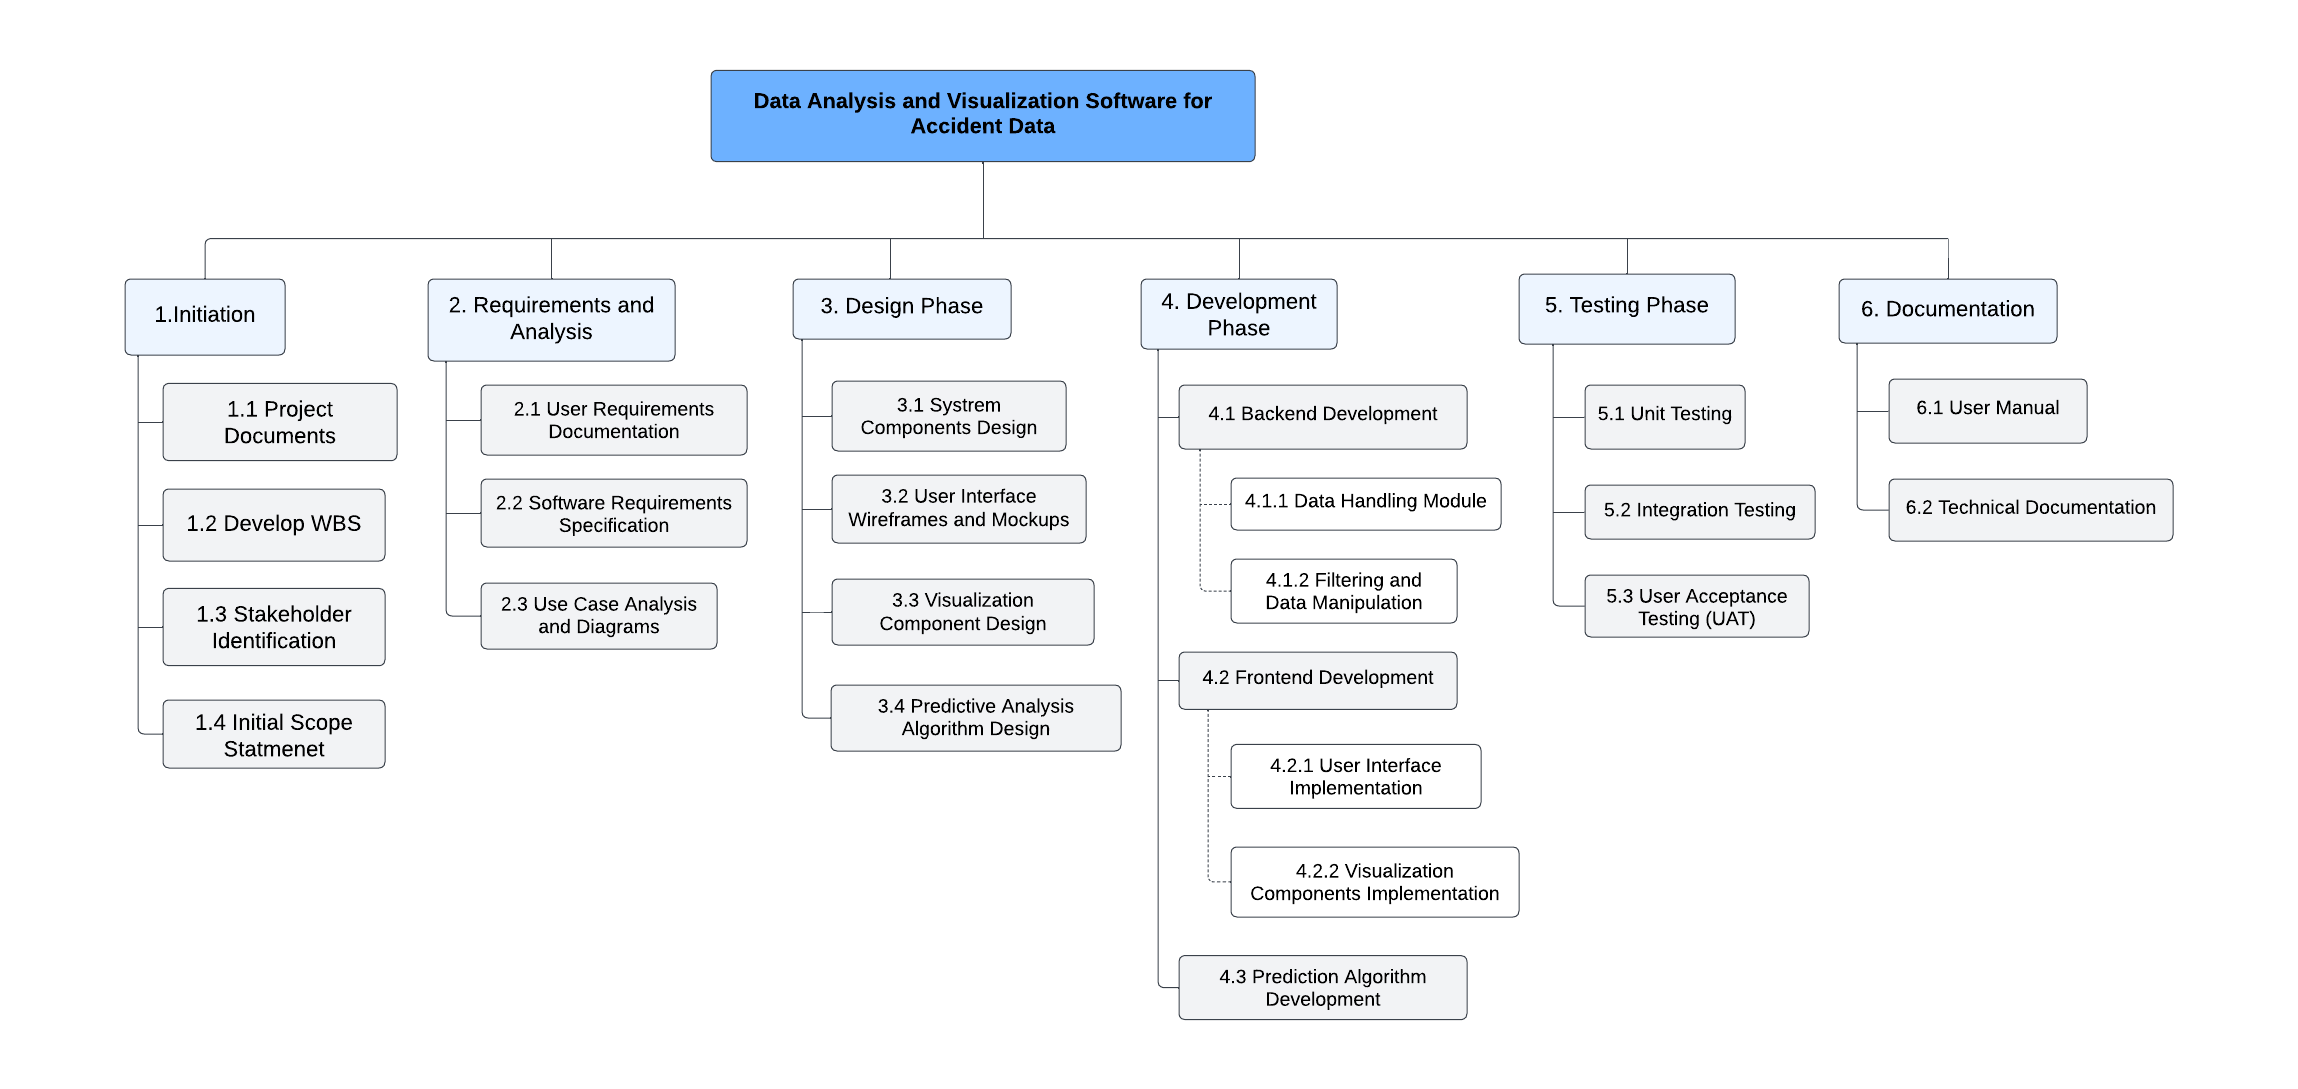 Data Analysis and Visualization Software for
Accident Data
1.Initiation
1.1 Project
Documents
1.2 Develop WBS
1.3 Stakeholder
Identification
1.4 Initial Scope
Statmenet
2. Requirements and
Analysis
2.1 User Requirements
Documentation
2.2 Software Requirements
Specification
2.3 Use Case Analysis
and Diagrams
3. Design Phase
3.1 Systrem
Components Design
3.2 User Interface
Wireframes and Mockups
3.3 Visualization
Component Design
3.4 Predictive Analysis
Algorithm Design
4. Development
Phase
4.1 Backend Development
4.1.1 Data Handling Module
4.1.2 Filtering and
Data Manipulation
4.2 Frontend Development
4.2.1 User Interface
Implementation
4.2.2 Visualization
Components Implementation
4.3 Prediction Algorithm
Development
5. Testing Phase
5.1 Unit Testing
5.2 Integration Testing
5.3 User Acceptance
Testing (UAT)
6. Documentation
6.1 User Manual
6.2 Technical Documentation